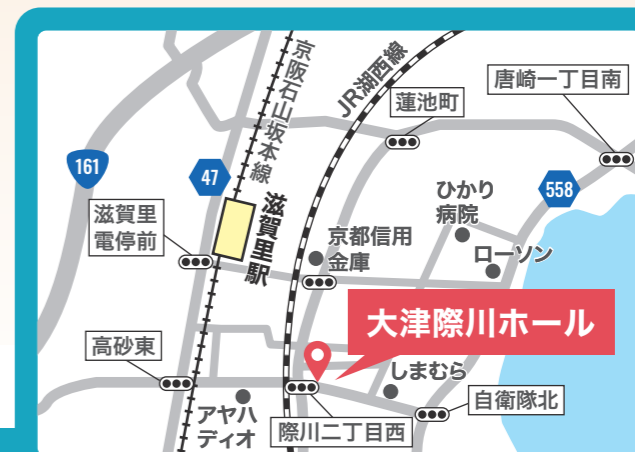 京阪石山坂本線
JR湖西線
唐崎一丁目南
蓮池町
161
47
558
滋賀里
電停前
滋賀里駅
ひかり
病院
京都信用
金庫
ローソン
大津際川ホール
高砂東
しまむら
自衛隊北
アヤハ
ディオ
際川二丁目西